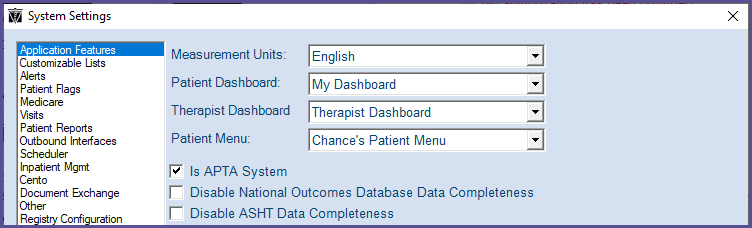 System Settings
Application Features
Customizable Lists
Alerts
Patient Flags
Medicare
Visits
Patient Reports
Outbound Interfaces
Scheduler
Inpatient Mgmt
Cento
Document Exchange
Other
Registry Configuration
Measurement Units: English
Patient Dashboard: My Dashboard
Therapist Dashboard Therapist Dashboard
Patient Menu: Chance's Patient Menu
Is APTA System
Disable National Outcomes Database Data Completeness
Disable ASHT Data Completeness